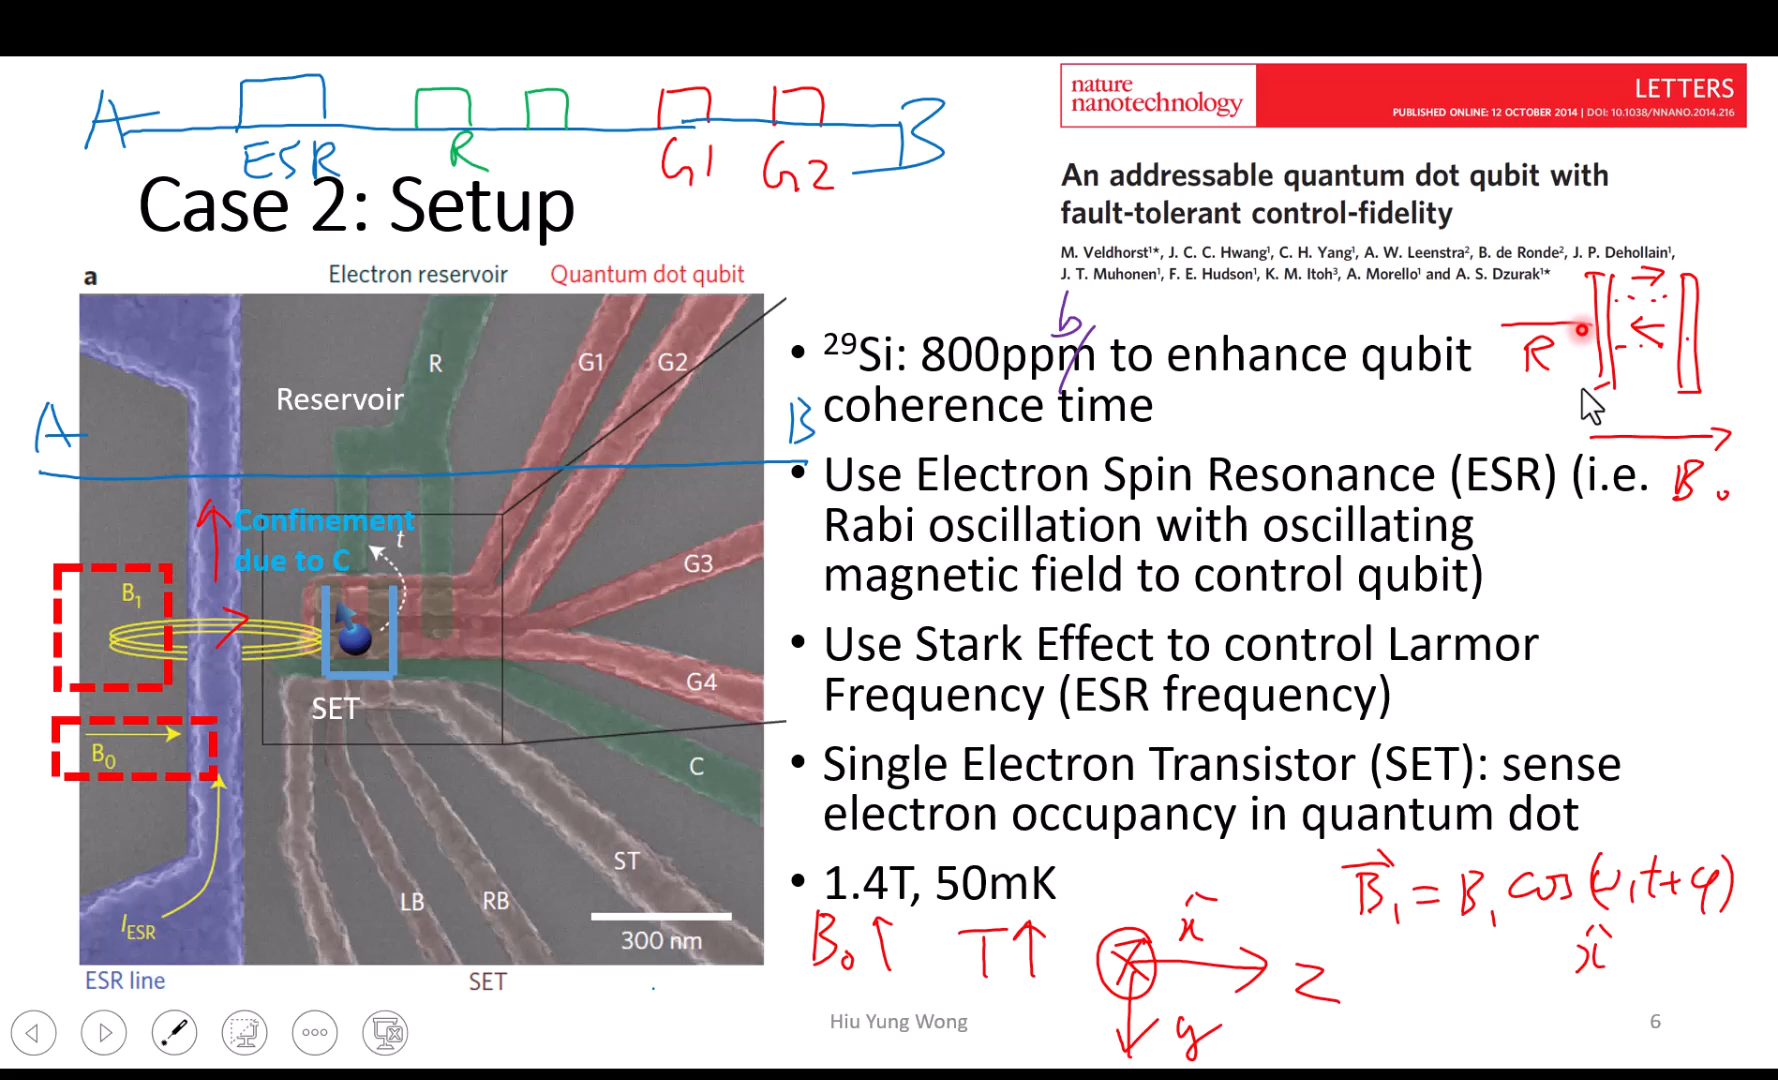 A
ESR
R
G1
G2
B
Case 2: Setup
nature
nanotechnology
LETTERS
PUBLISHED ONLINE: 12 OCTOBER 2014 | DOI: 10.1038/NNANO.2014.216
An addressable quantum dot qubit with
fault-tolerant control-fidelity
M. Veldhorst¹*, J. C. C. Hwang¹, C. H. Yang¹, A. W. Leenstra², B. de Ronde², J. P. Dehollain¹,
J. T. Muhonen¹, F. E. Hudson¹, K. M. Itoh³, A. Morello¹ and A. S. Dzurak¹*
a
Electron reservoir
Quantum dot qubit
R
G1
G2
Reservoir
A
B
Confinement
due to C
t
G3
B₁
G4
SET
B₀
C
ST
LB
RB
I_ESR
300 nm
ESR line
SET
b
• ²⁹Si: 800ppm to enhance qubit
coherence time
R
B₀
• Use Electron Spin Resonance (ESR) (i.e.
Rabi oscillation with oscillating
magnetic field to control qubit)
• Use Stark Effect to control Larmor
Frequency (ESR frequency)
• Single Electron Transistor (SET): sense
electron occupancy in quantum dot
• 1.4T, 50mK
B₀↑ T↑
x̂
z
y
B⃗₁ = B₁ cos(ω₁t+φ)
x̂
Hiu Yung Wong
6